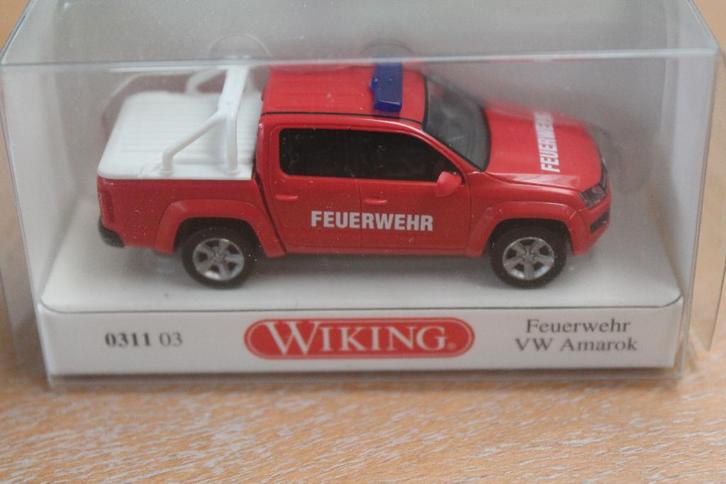 FEUERWEHR
FEUERWEHR
0311 03
WIKING®
Feuerwehr
VW Amarok